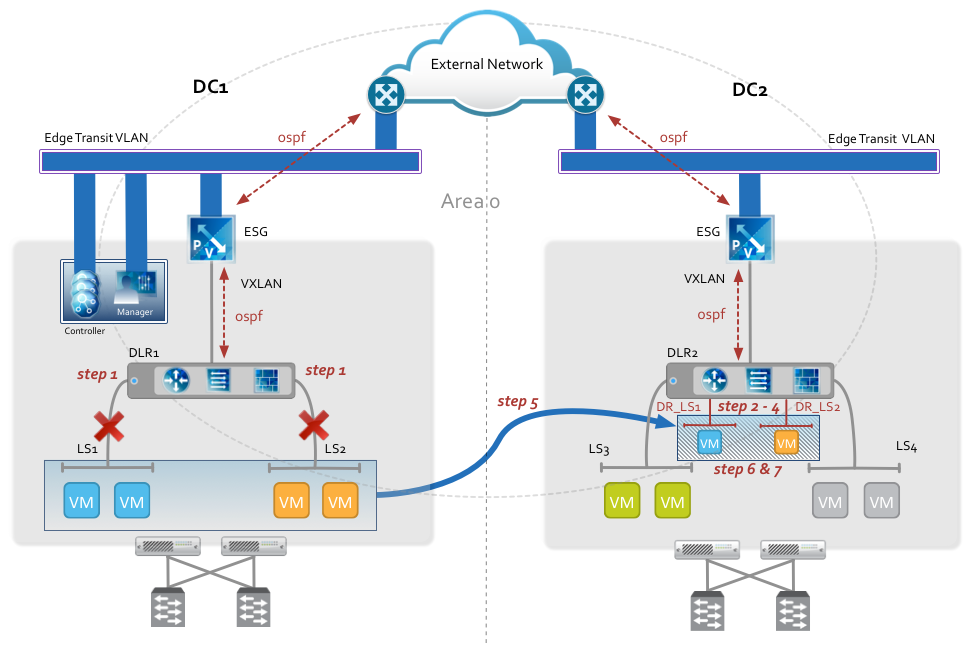 External Network
DC1
DC2
Edge Transit VLAN
ospf
ospf
Edge Transit VLAN
Area 0
P
V
ESG
ESG
P
V
VXLAN
VXLAN
Manager
Controller
ospf
ospf
DLR1
DLR2
step 1
step 1
step 5
DR_LS1
step 2 - 4
DR_LS2
LS1
LS2
VM
VM
LS3
LS4
step 6 & 7
VM
VM
VM
VM
VM
VM
VM
VM